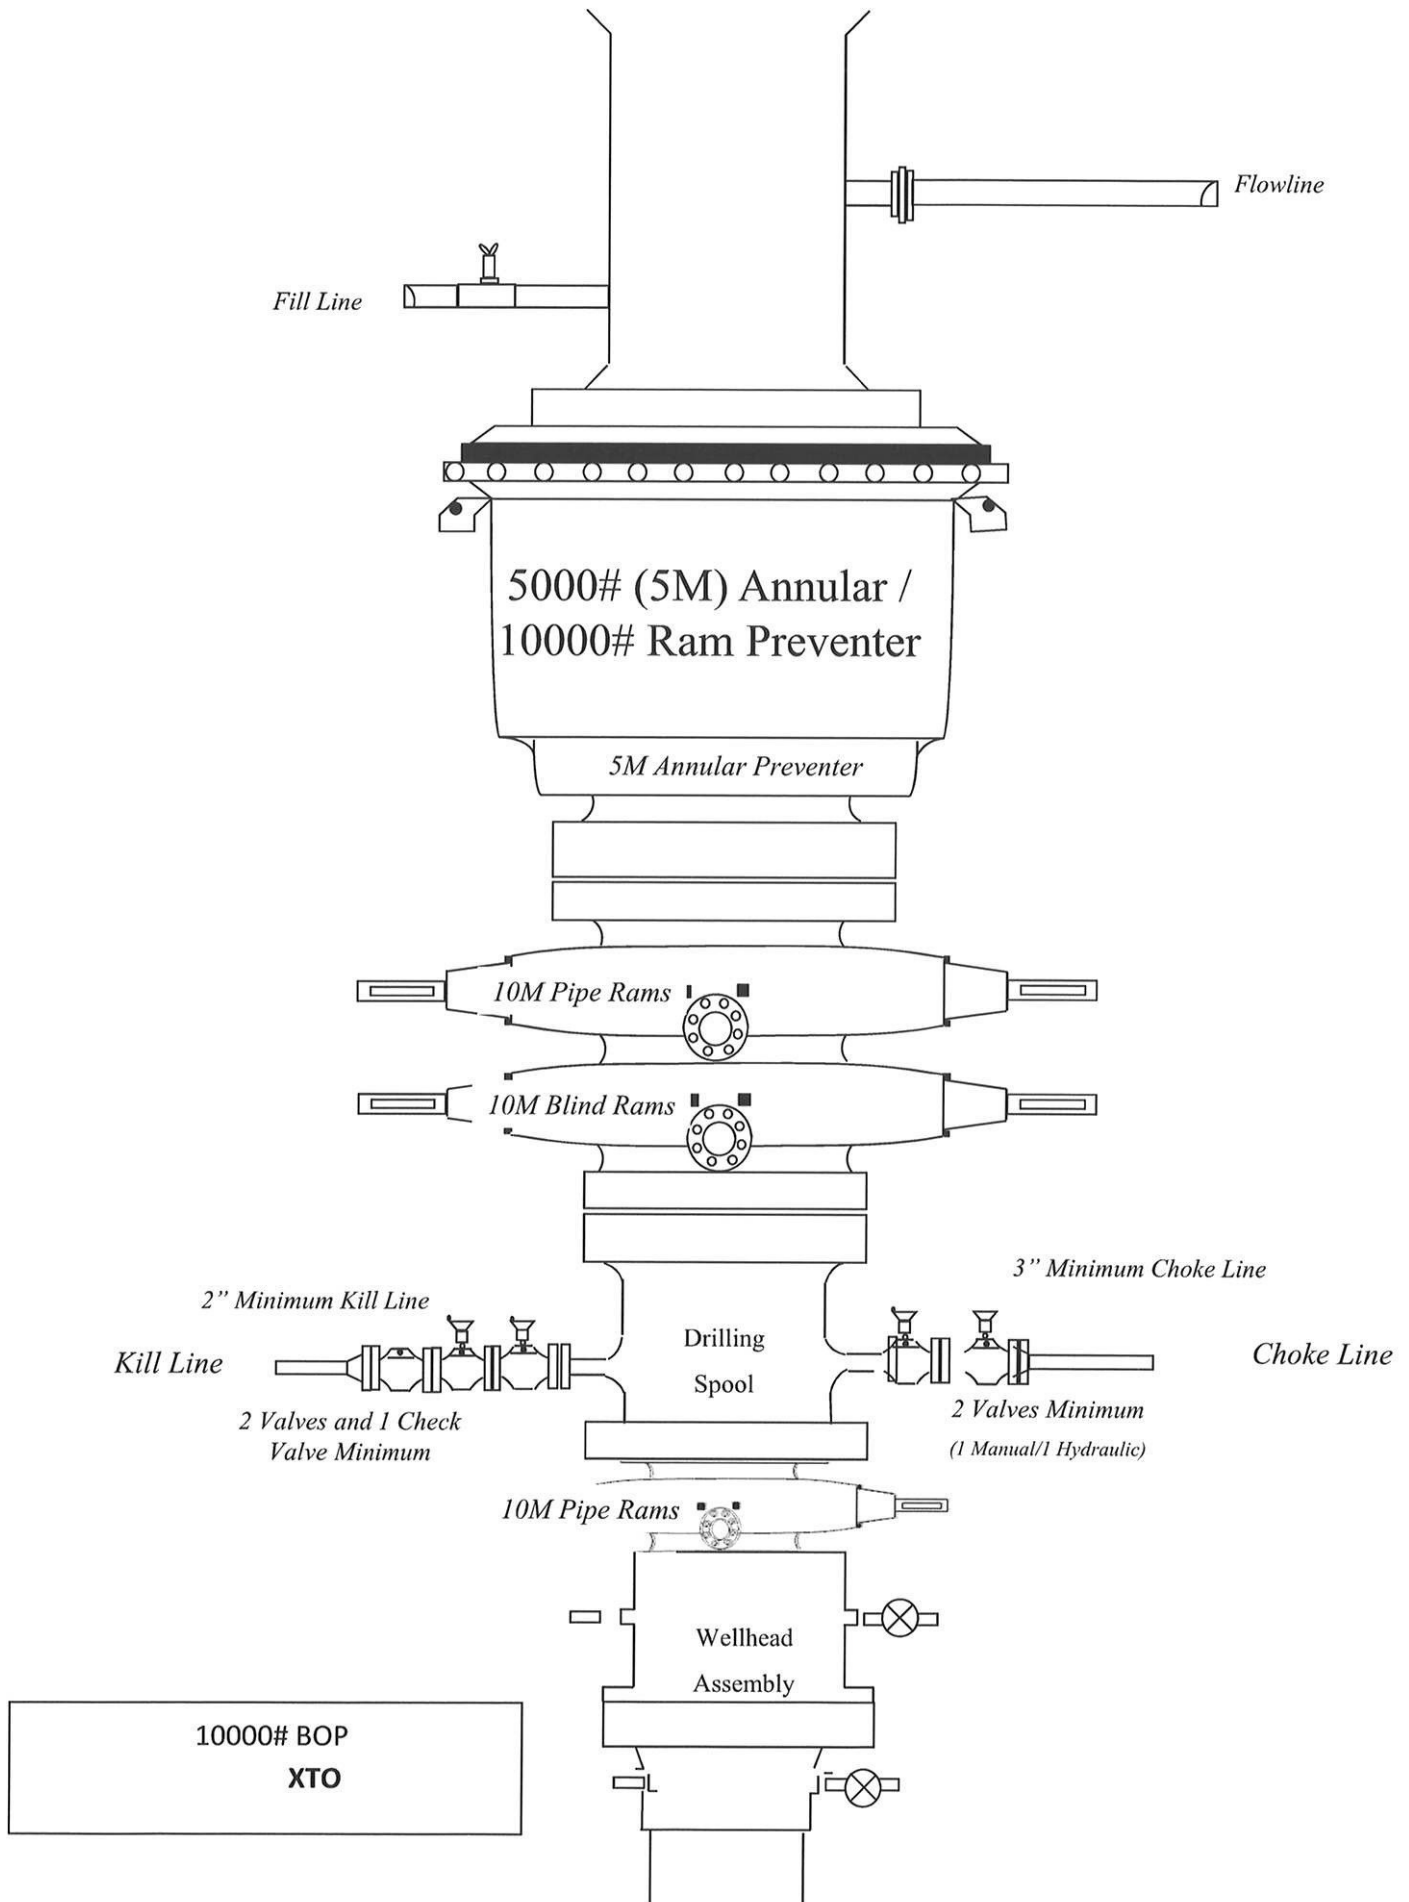 Flowline
Fill Line
5000# (5M) Annular /
10000# Ram Preventer
5M Annular Preventer
10M Pipe Rams
10M Blind Rams
3” Minimum Choke Line
2” Minimum Kill Line
Drilling
Spool
Kill Line
Choke Line
2 Valves and 1 Check
Valve Minimum
2 Valves Minimum
(1 Manual/1 Hydraulic)
10M Pipe Rams
Wellhead
Assembly
10000# BOP
XTO